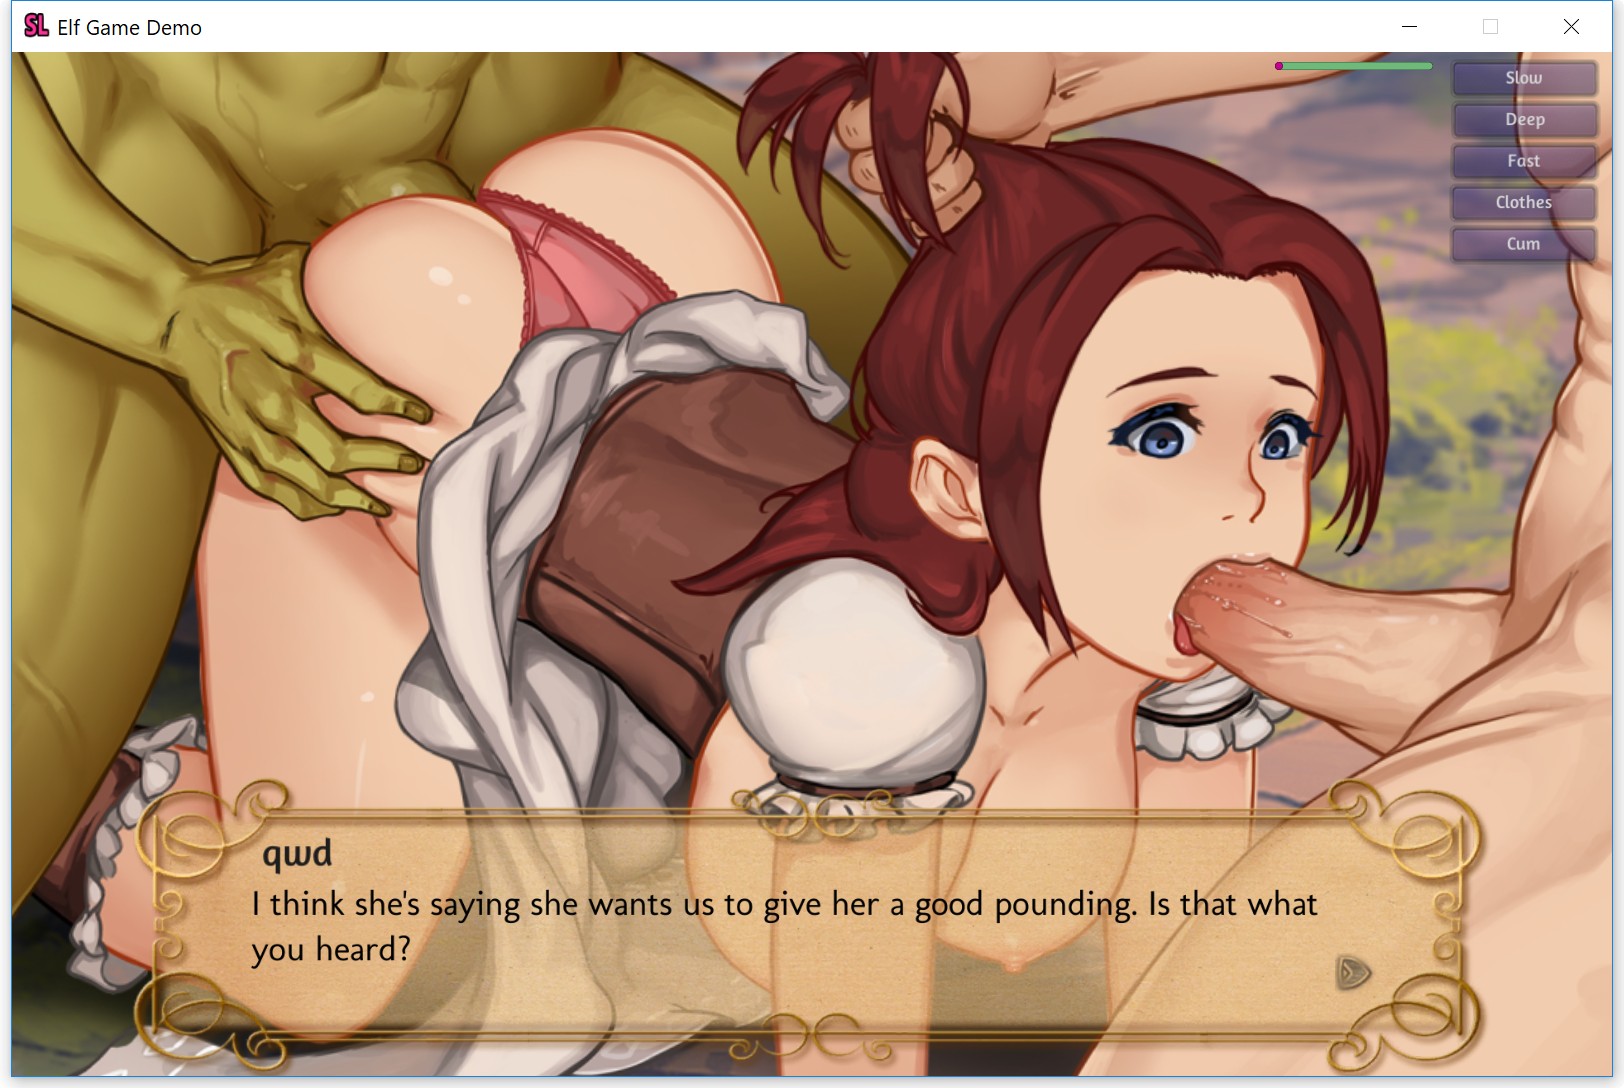 SL Elf Game Demo
Slow
Deep
Fast
Clothes
Cum
qwd
I think she's saying she wants us to give her a good pounding. Is that what
you heard?